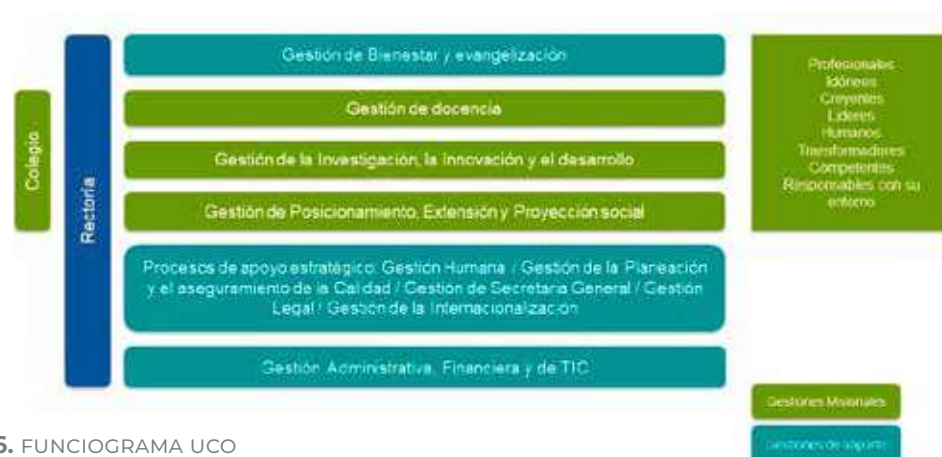 Colegio
Rectoría
Gestión de Bienestar y evangelización
Gestión de docencia
Gestión de la Investigación, la Innovación y el desarrollo
Gestión de Posicionamiento, Extensión y Proyección social
Procesos de apoyo estratégico: Gestión Humana / Gestión de la Planeación
y el aseguramiento de la Calidad / Gestión de Secretaria General / Gestión
Legal / Gestión de la Internacionalización
Gestión Administrativa, Financiera y de TIC
Profesionales
Idóneos
Creyentes
Líderes
Humanos
Transformadores
Competentes
Responsables con su
entorno
Gestiones Misionales
Gestiones de soporte
6. FUNCIOGRAMA UCO